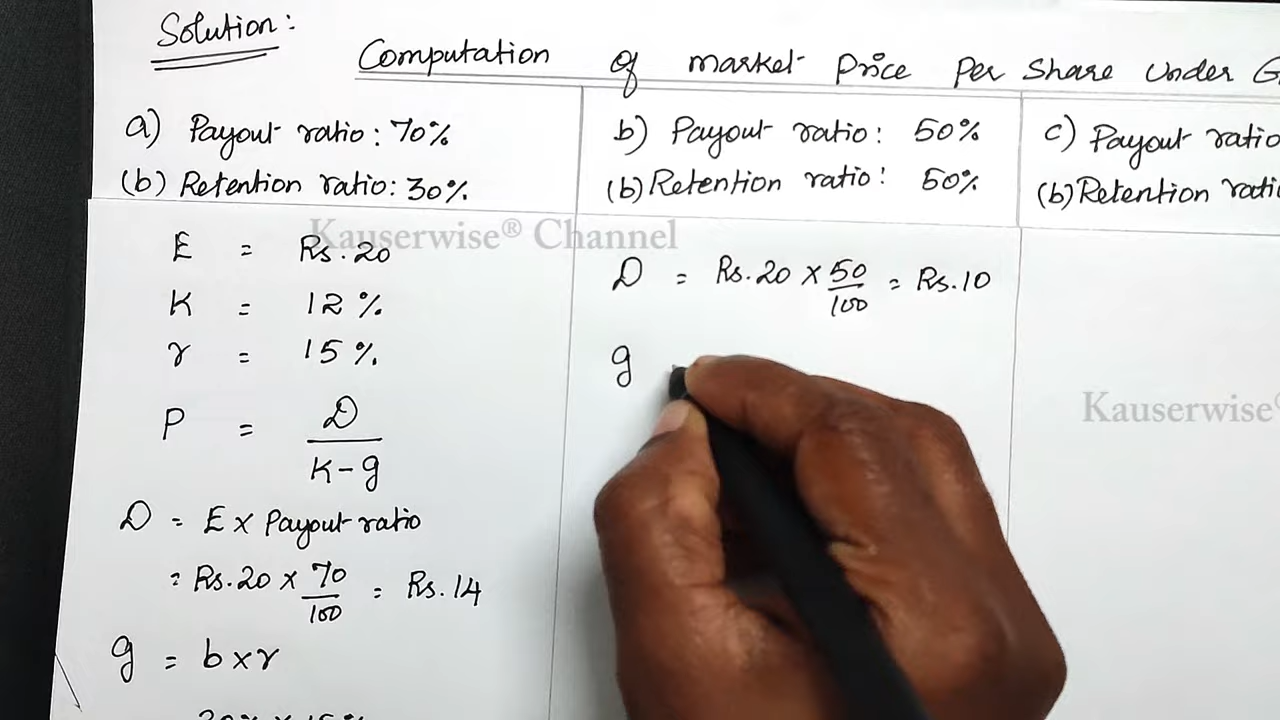 Solution:
Computation of market Price Per Share Under
a) Payout ratio: 70%
(b) Retention ratio: 30%
E = Rs. 20
K = 12%
r = 15%
P = D / K-g
D = E x Payout ratio
= Rs. 20 x 70/100 = Rs. 14
g = b x r
b) Payout ratio: 50%
(b) Retention ratio: 50%
D = Rs. 20 x 50/100 = Rs. 10
g
c) Payout ratio
(b) Retention
Kauserwise® Channel
Kauserwise®